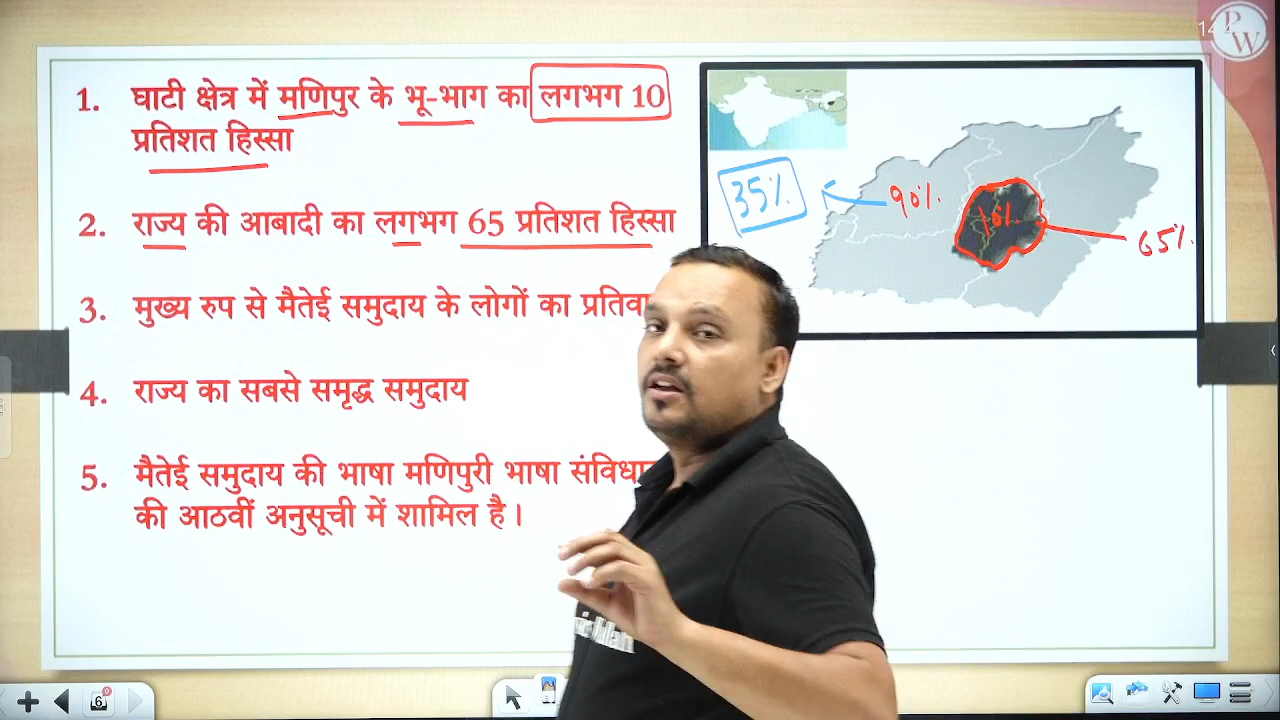 1. घाटी क्षेत्र में मणिपुर के भू-भाग का लगभग 10
प्रतिशत हिस्सा
2. राज्य की आबादी का लगभग 65 प्रतिशत हिस्सा
3. मुख्य रुप से मैतेई समुदाय के लोगों का
4. राज्य का सबसे समृद्ध समुदाय
5. मैतेई समुदाय की भाषा मणिपुरी भाषा
की आठवीं अनुसूची में शामिल है।
35%
90%
10%
65%
PW
6